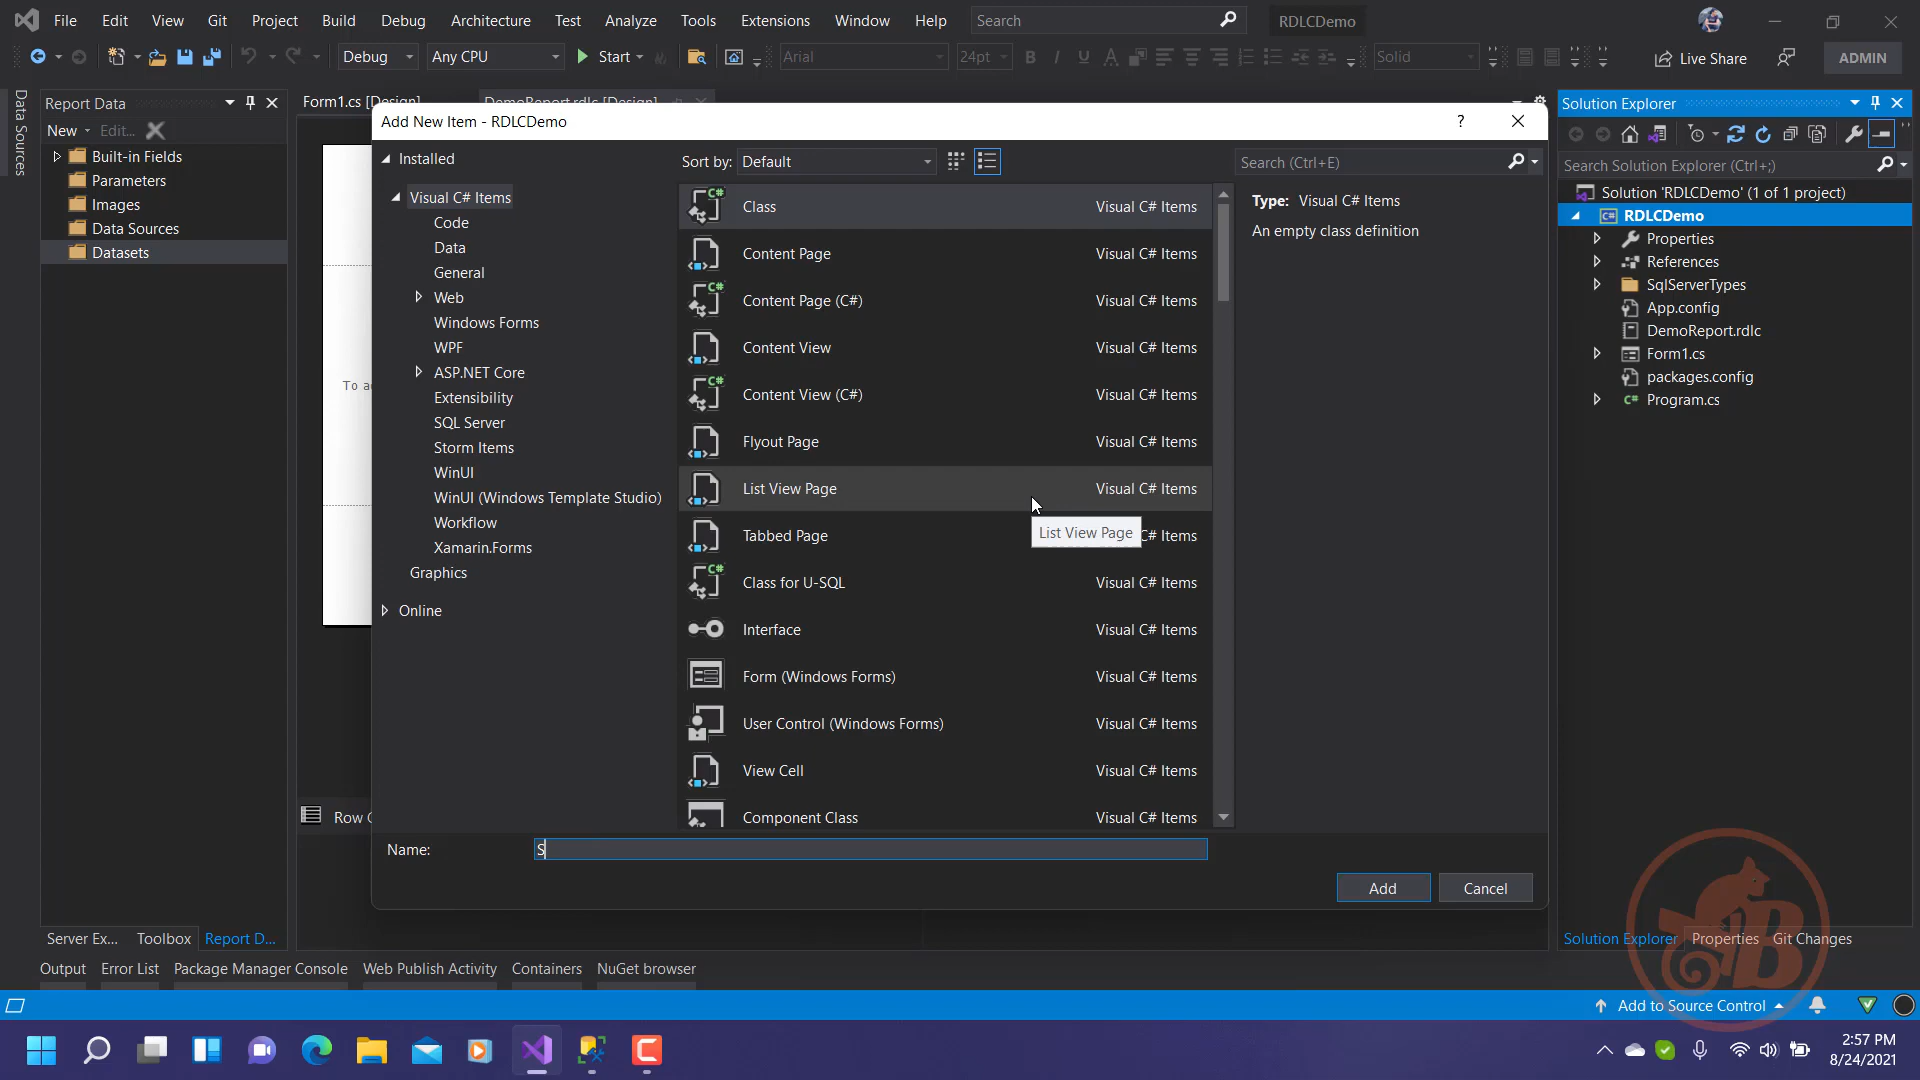 File Edit View Git Project Build Debug Architecture Test Analyze Tools Extensions Window Help Search RDLCDemo
Debug Any CPU Start Arial 24pt Solid Live Share ADMIN
Data Sources
Report Data
New Edit...
Built-in Fields
Parameters
Images
Data Sources
Datasets
Form1.cs [Design] DemoReport.rdlc [Design]
Add New Item - RDLCDemo ?
Installed
Visual C# Items
Code
Data
General
Web
Windows Forms
WPF
ASP.NET Core
Extensibility
SQL Server
Storm Items
WinUI
WinUI (Windows Template Studio)
Workflow
Xamarin.Forms
Graphics
Online
Sort by: Default
Search (Ctrl+E)
Class Visual C# Items
Content Page Visual C# Items
Content Page (C#) Visual C# Items
Content View Visual C# Items
Content View (C#) Visual C# Items
Flyout Page Visual C# Items
List View Page Visual C# Items
List View Page
Tabbed Page C# Items
Class for U-SQL Visual C# Items
Interface Visual C# Items
Form (Windows Forms) Visual C# Items
User Control (Windows Forms) Visual C# Items
View Cell Visual C# Items
Component Class Visual C# Items
Type: Visual C# Items
An empty class definition
Name: S
Add Cancel
To
Row
Solution Explorer
Search Solution Explorer (Ctrl+;)
Solution 'RDLCDemo' (1 of 1 project)
RDLCDemo
Properties
References
SqlServerTypes
App.config
DemoReport.rdlc
Form1.cs
packages.config
Program.cs
Server Ex... Toolbox Report D...
Solution Explorer Properties Git Changes
Output Error List Package Manager Console Web Publish Activity Containers NuGet browser
Add to Source Control
2:57 PM
8/24/2021
B